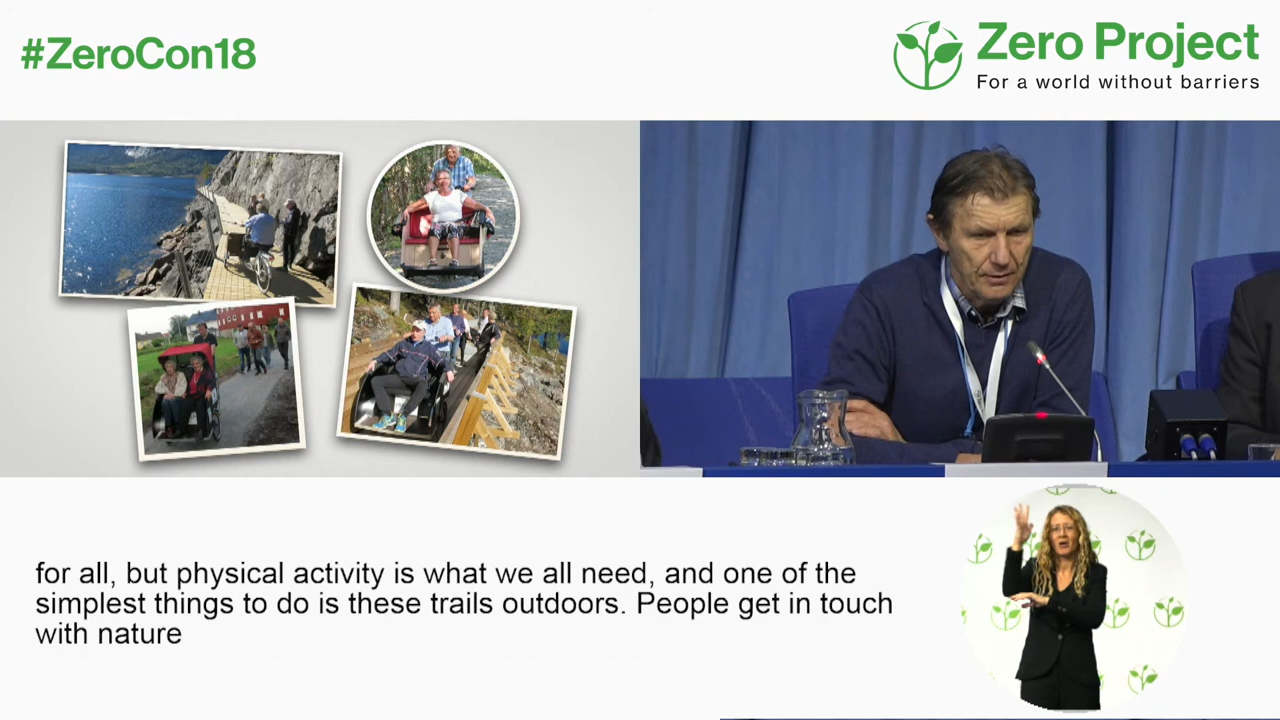 #ZeroCon18
Zero Project
For a world without barriers
for all, but physical activity is what we all need, and one of the
simplest things to do is these trails outdoors. People get in touch
with nature